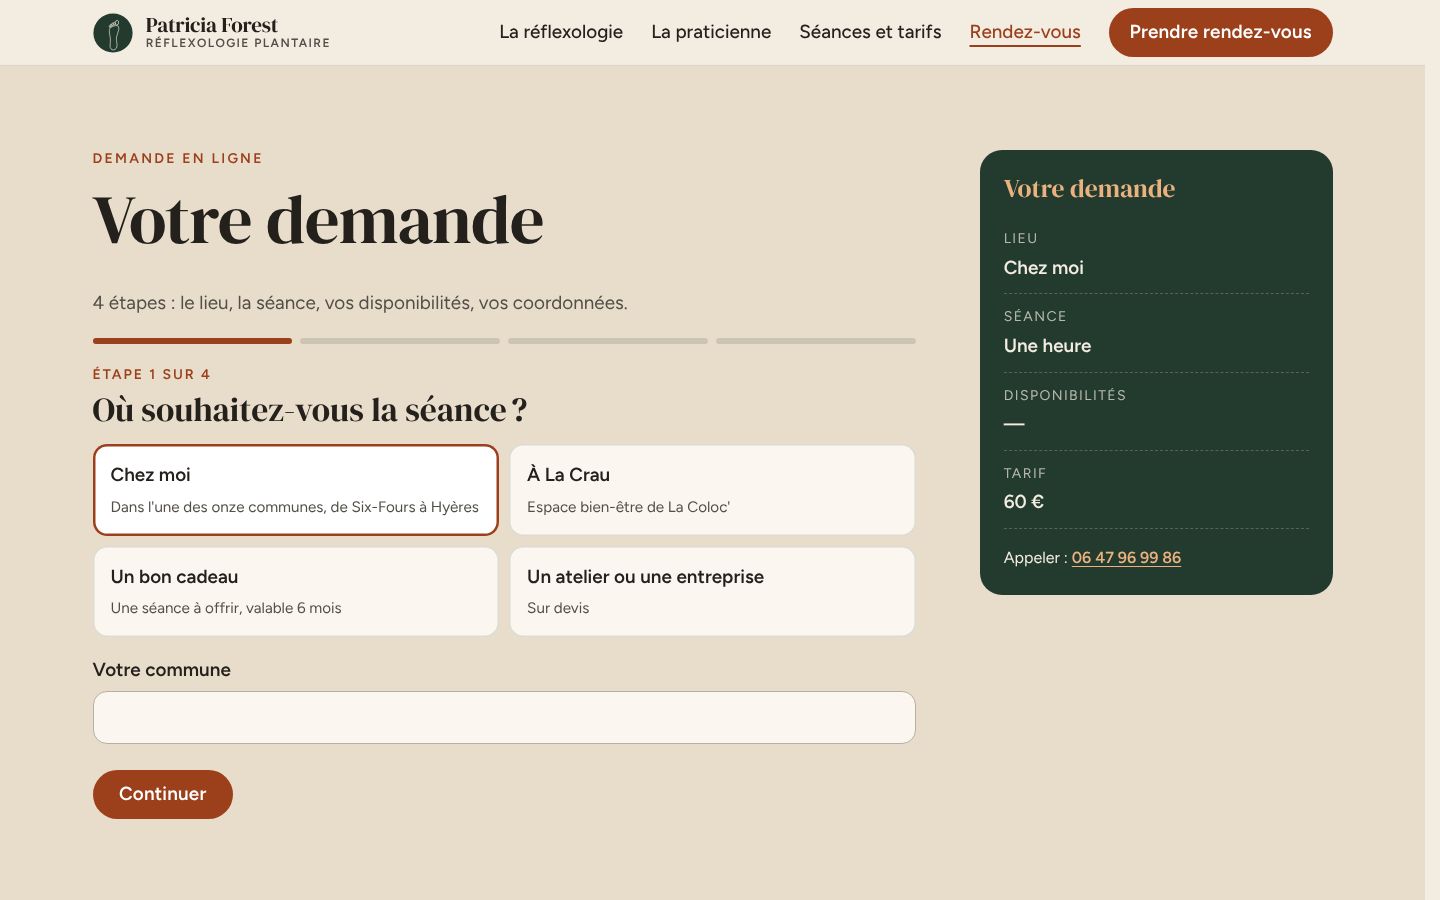 Patricia Forest
RÉFLEXOLOGIE PLANTAIRE
La réflexologie
La praticienne
Séances et tarifs
Rendez-vous
Prendre rendez-vous
DEMANDE EN LIGNE
Votre demande
4 étapes : le lieu, la séance, vos disponibilités, vos coordonnées.
ÉTAPE 1 SUR 4
Où souhaitez-vous la séance ?
Chez moi
Dans l'une des onze communes, de Six-Fours à Hyères
À La Crau
Espace bien-être de La Coloc'
Un bon cadeau
Une séance à offrir, valable 6 mois
Un atelier ou une entreprise
Sur devis
Votre commune
Continuer
Votre demande
LIEU
Chez moi
SÉANCE
Une heure
DISPONIBILITÉS
—
TARIF
60 €
Appeler : 06 47 96 99 86